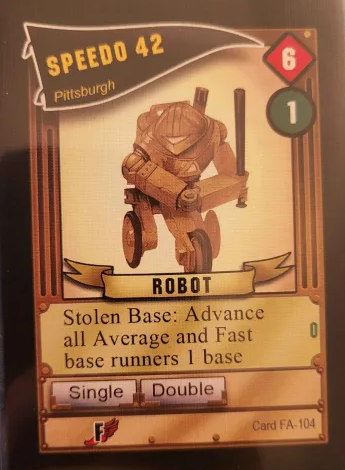 SPEEDO 42
Pittsburgh
6
1
ROBOT
Stolen Base: Advance
all Average and Fast
base runners 1 base
0
Single Double
F
Card FA-104